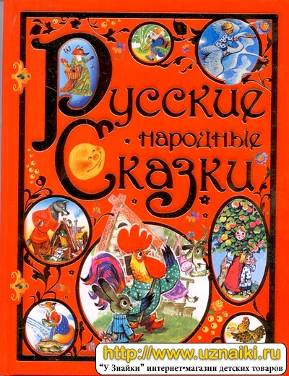 Русские
народные
Сказки
http://www.uznaiki.ru
"У Знайки" интернет-магазин детских товаров